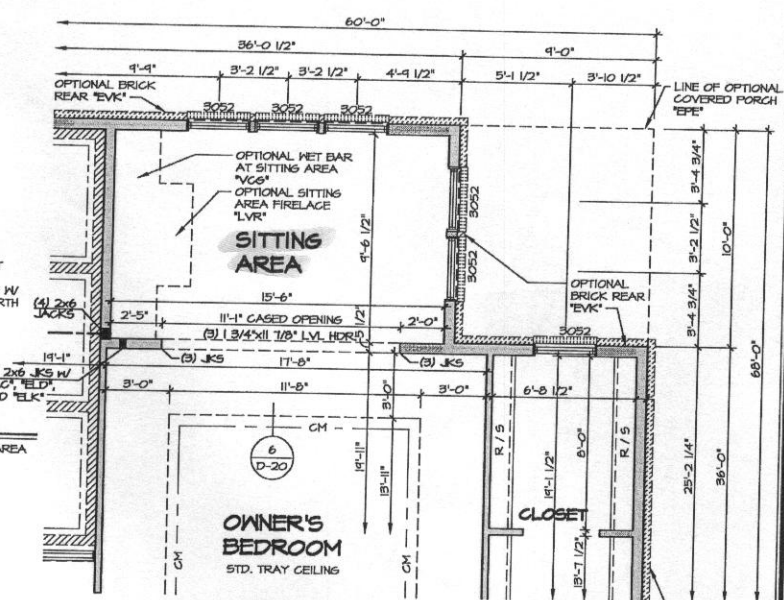 60'-0"
36'-0 1/2"
9'-0"
9'-9"
3'-2 1/2"
3'-2 1/2"
4'-9 1/2"
5'-1 1/2"
3'-10 1/2"
OPTIONAL BRICK
REAR "EVK"
3052
3052
3052
LINE OF OPTIONAL
COVERED PORCH
"EPE"
OPTIONAL WET BAR
AT SITTING AREA
"VCG"
OPTIONAL SITTING
AREA FIRELACE
"LVR"
SITTING
AREA
9'-6 1/2"
3052
3052
3'-4 3/4"
3'-2 1/2"
3'-4 3/4"
10'-0"
OPTIONAL
BRICK REAR
"EVK"
W/
RTH
(4) 2x6
JACKS
15'-6"
2'-5"
11'-1" CASED OPENING
2'-0"
(3) 1 3/4"x11 7/8" LVL HDR
5 1/2"
3052
19'-1"
(3) JKS
(3) JKS
2x6 JKS W/
"ELD",
"ELK"
17'-8"
3'-0"
11'-8"
3'-0"
6'-8 1/2"
3'-0"
CM
6
D-20
AREA
R / S
R / S
8'-0"
19'-1 1/2"
19'-11"
13'-11"
25'-2 1/4"
36'-0"
68'-0"
OWNER'S
BEDROOM
STD. TRAY CEILING
CLOSET
13'-7 1/2"
CM
CM